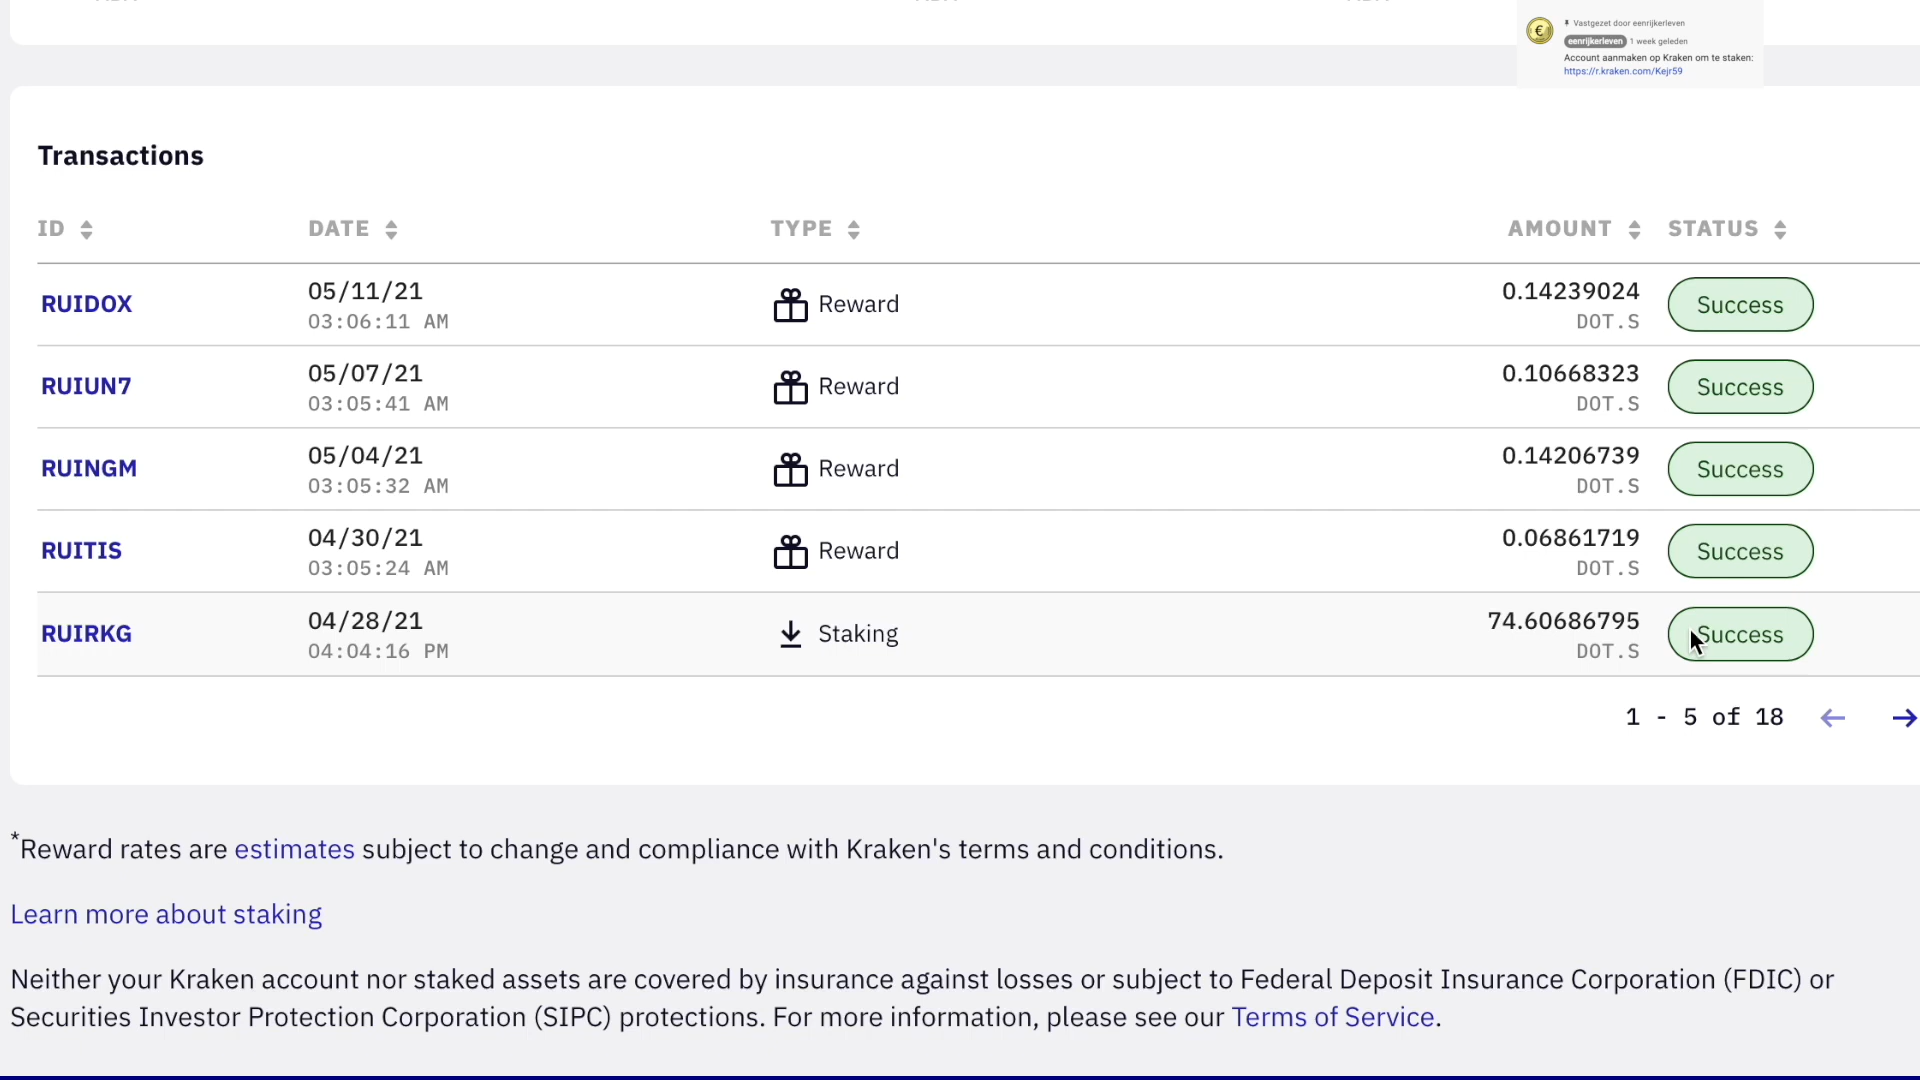 Vastgezet door eenrijkerleven
eenrijkerleven 1 week geleden
Account aanmaken op Kraken om te staken:
https://r.kraken.com/Kejr59
Transactions
ID DATE TYPE AMOUNT STATUS
RUIDOX 05/11/21 03:06:11 AM Reward 0.14239024 DOT.S Success
RUIUN7 05/07/21 03:05:41 AM Reward 0.10668323 DOT.S Success
RUINGM 05/04/21 03:05:32 AM Reward 0.14206739 DOT.S Success
RUITIS 04/30/21 03:05:24 AM Reward 0.06861719 DOT.S Success
RUIRKG 04/28/21 04:04:16 PM Staking 74.60686795 DOT.S Success
1 - 5 of 18
*Reward rates are estimates subject to change and compliance with Kraken's terms and conditions.
Learn more about staking
Neither your Kraken account nor staked assets are covered by insurance against losses or subject to Federal Deposit Insurance Corporation (FDIC) or
Securities Investor Protection Corporation (SIPC) protections. For more information, please see our Terms of Service.